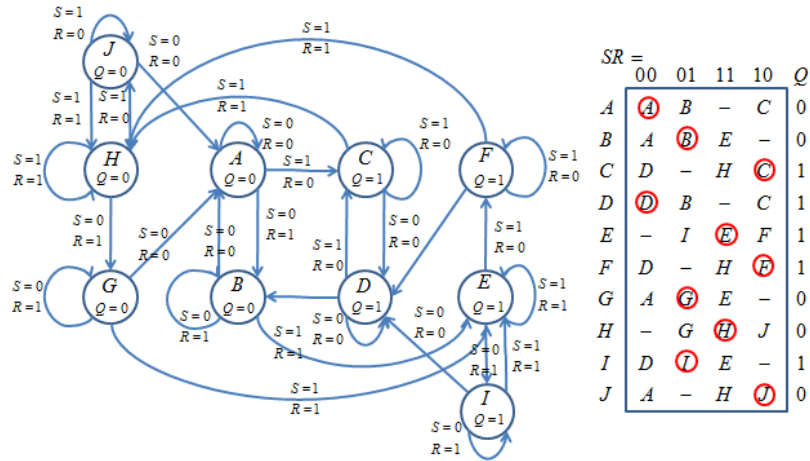 S=1
R=0
J
Q=0
S=0
R=0
S=1
R=1
S=1
R=1
S=1
R=0
S=1
R=1
S=1
R=1
H
Q=0
A
Q=0
S=0
R=0
S=1
R=0
C
Q=1
S=1
R=0
F
Q=1
S=1
R=0
S=0
R=1
S=0
R=0
S=0
R=0
S=0
R=1
S=1
R=0
S=0
R=0
S=1
R=0
S=0
R=1
G
Q=0
B
Q=0
D
Q=1
E
Q=1
S=1
R=1
S=0
R=1
S=1
R=1
S=0
R=0
S=0
R=0
S=0
R=1
S=1
R=1
S=1
R=1
I
Q=1
S=0
R=1
SR =
00 01 11 10 Q
A A B – C 0
B A B E – 0
C D – H C 1
D D B – C 1
E – I E F 1
F D – H F 1
G A G E – 0
H – G H J 0
I D I E – 1
J A – H J 0